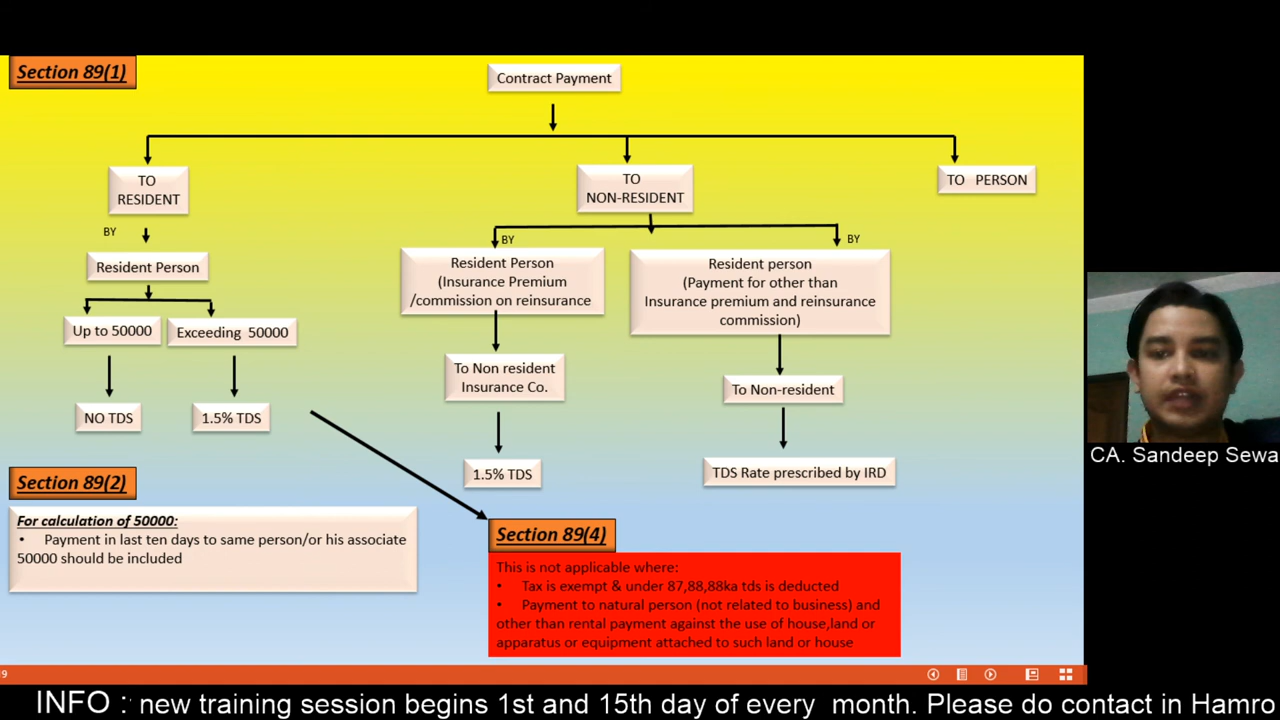 Section 89(1)
Contract Payment
TO
RESIDENT
TO
NON-RESIDENT
TO PERSON
BY
BY
BY
Resident Person
Resident Person
(Insurance Premium
/commission on reinsurance
Resident person
(Payment for other than
Insurance premium and reinsurance
commission)
Up to 50000
Exceeding 50000
To Non resident
Insurance Co.
To Non-resident
NO TDS
1.5% TDS
1.5% TDS
TDS Rate prescribed by IRD
CA. Sandeep Sewa
Section 89(2)
For calculation of 50000:
• Payment in last ten days to same person/or his associate
50000 should be included
Section 89(4)
This is not applicable where:
• Tax is exempt & under 87,88,88ka tds is deducted
• Payment to natural person (not related to business) and
other than rental payment against the use of house,land or
apparatus or equipment attached to such land or house
9
INFO : new training session begins 1st and 15th day of every month. Please do contact in Hamro